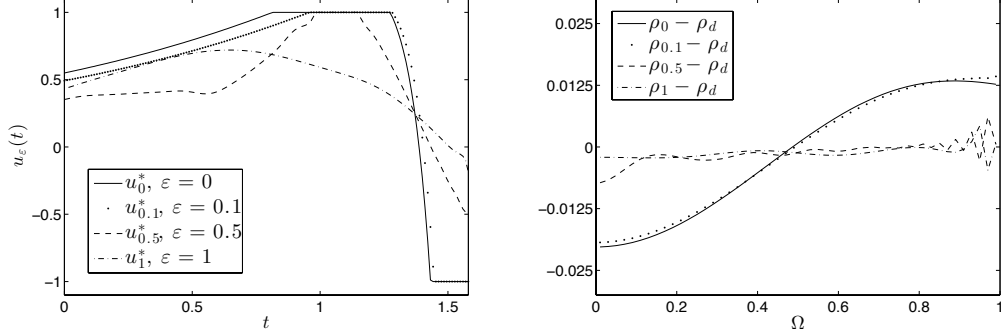 1
0.5
0
−0.5
−1
0
0.5
1
1.5
u_ε(t)
t
u*_0, ε = 0
u*_0.1, ε = 0.1
u*_0.5, ε = 0.5
u*_1, ε = 1
0.025
0.0125
0
−0.0125
−0.025
0
0.2
0.4
0.6
0.8
1
Ω
ρ_0 − ρ_d
ρ_0.1 − ρ_d
ρ_0.5 − ρ_d
ρ_1 − ρ_d